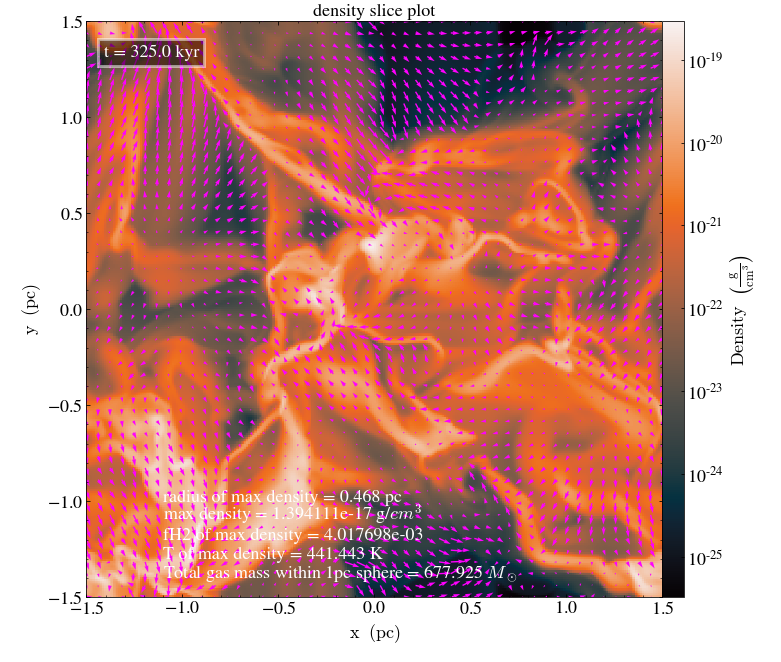 density slice plot
t = 325.0 kyr
1.5
1.0
0.5
0.0
−0.5
−1.0
−1.5
y (pc)
radius of max density = 0.468 pc
max density = 1.394111e-17 g/cm³
fH2 of max density = 4.017698e-03
T of max density = 441.443 K
Total gas mass within 1pc sphere = 677.925 M⊙
−1.5 −1.0 −0.5 0.0 0.5 1.0 1.5
x (pc)
10⁻¹⁹
10⁻²⁰
10⁻²¹
10⁻²²
10⁻²³
10⁻²⁴
10⁻²⁵
Density (g/cm³)